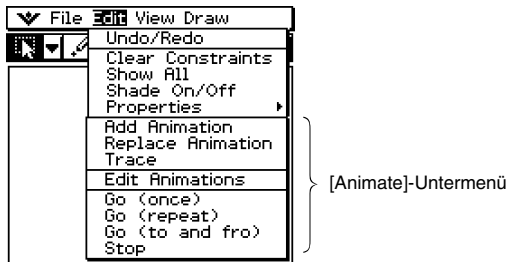 File Edit View Draw
Undo/Redo
Clear Constraints
Show All
Shade On/Off
Properties
Add Animation
Replace Animation
Trace
Edit Animations
Go (once)
Go (repeat)
Go (to and fro)
Stop
[Animate]-Untermenü